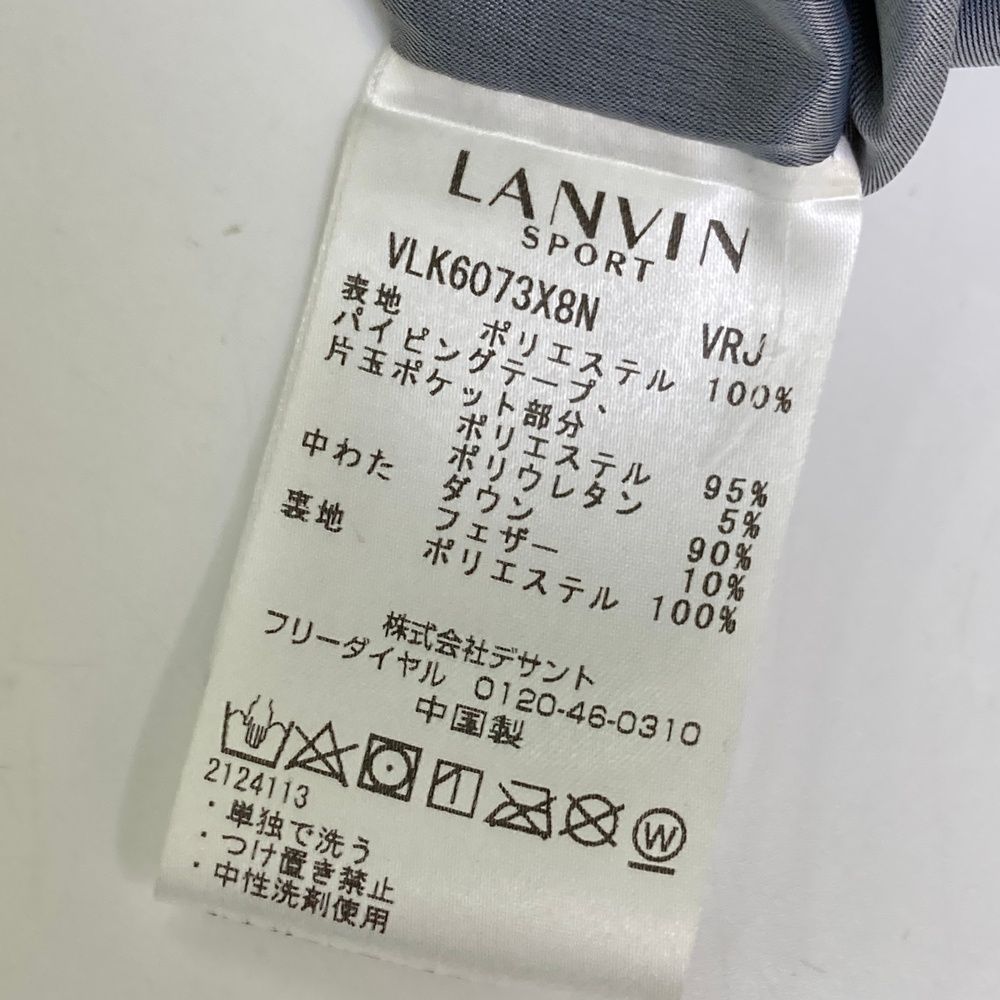 LANVIN
SPORT
VLK6073X8N VRJ
表地 ポリエステル 100%
パイピングテープ、
片玉ポケット部分
ポリエステル 95%
ポリウレタン 5%
中わた ダウン 90%
フェザー 10%
裏地 ポリエステル 100%
株式会社デサント
フリーダイヤル 0120-46-0310
中国製
W
2124113
・単独で洗う
・つけ置き禁止
・中性洗剤使用